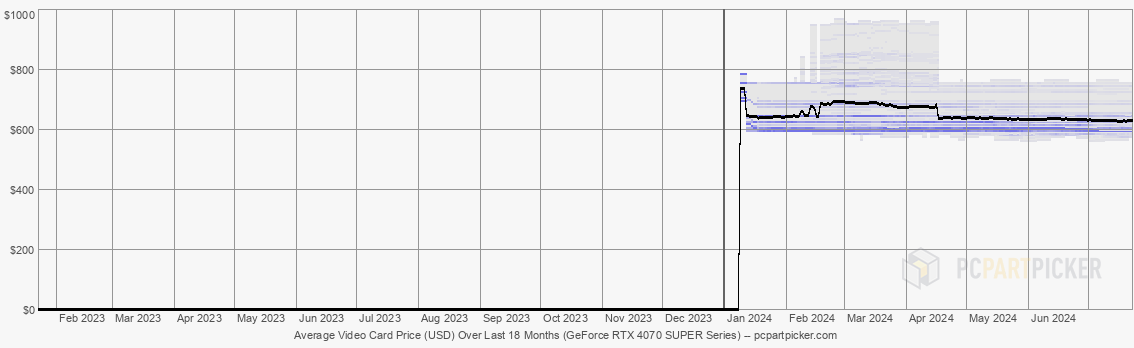 $1000
$800
$600
$400
$200
$0
PCPARTPICKER
Feb 2023 Mar 2023 Apr 2023 May 2023 Jun 2023 Jul 2023 Aug 2023 Sep 2023 Oct 2023 Nov 2023 Dec 2023 Jan 2024 Feb 2024 Mar 2024 Apr 2024 May 2024 Jun 2024
Average Video Card Price (USD) Over Last 18 Months (GeForce RTX 4070 SUPER Series) -- pcpartpicker.com